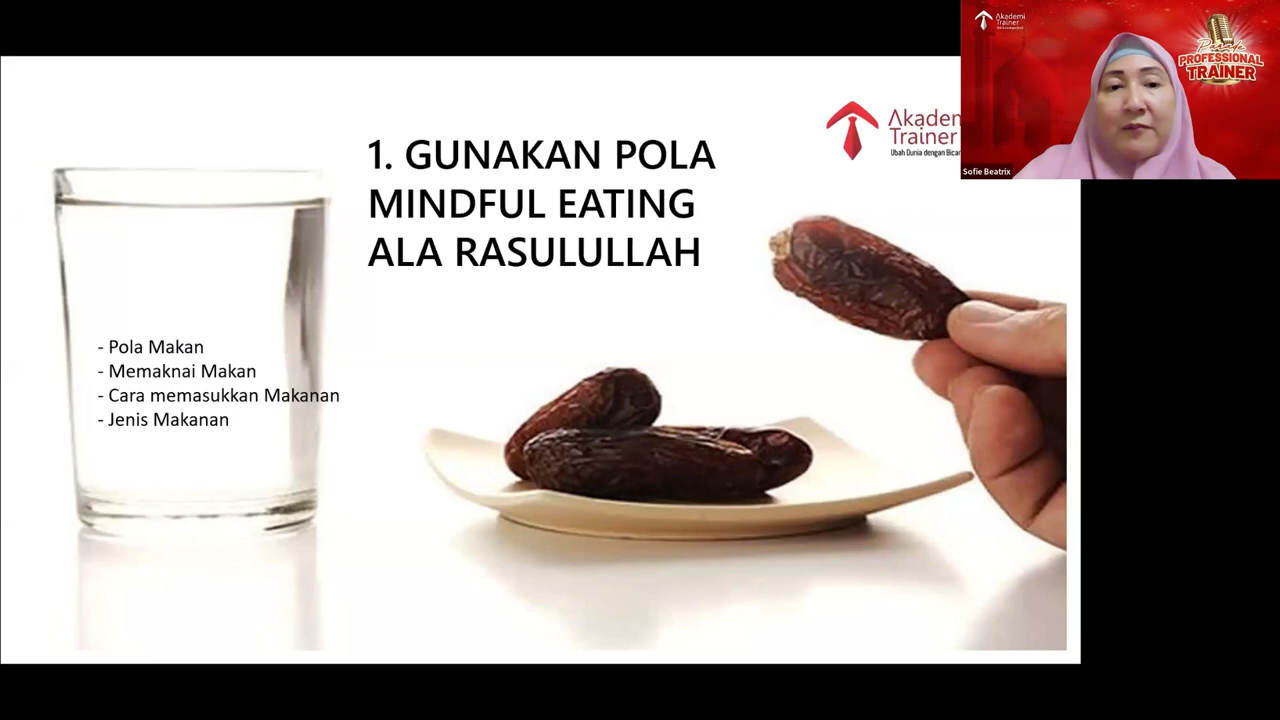 1. GUNAKAN POLA
MINDFUL EATING
ALA RASULULLAH
- Pola Makan
- Memaknai Makan
- Cara memasukkan Makanan
- Jenis Makanan
Akadem
Trainer
Ubah Dunia dengan Bicar
Akademi
Trainer
PROFESSIONAL
TRAINER
Sofie Beatrix